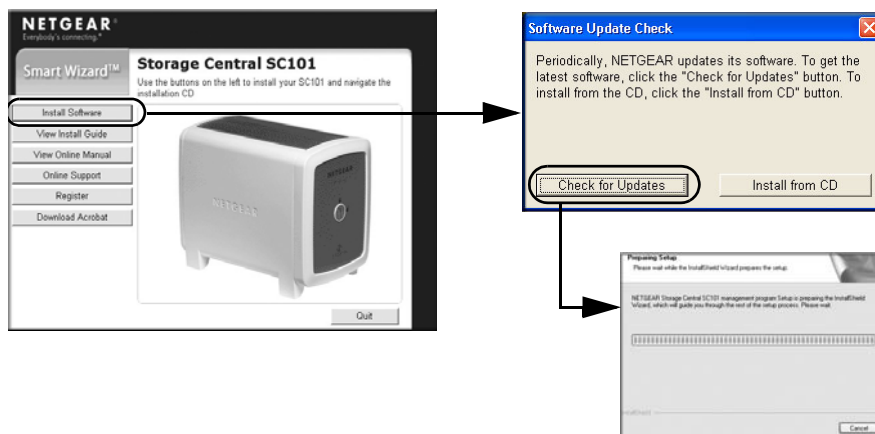 NETGEAR®
Everybody's connecting.®
Smart Wizard™
Storage Central SC101
Use the buttons on the left to install your SC101 and navigate the
installation CD
Install Software
View Install Guide
View Online Manual
Online Support
Register
Download Acrobat
NETGEAR
NETGEAR
Quit
Software Update Check
Periodically, NETGEAR updates its software. To get the
latest software, click the "Check for Updates" button. To
install from the CD, click the "Install from CD" button.
Check for Updates
Install from CD
Preparing Setup
Please wait while the InstallShield Wizard prepares the setup.
NETGEAR Storage Central SC101 management program Setup is preparing the InstallShield
Wizard, which will guide you through the rest of the setup process. Please wait.
InstallShield
Cancel